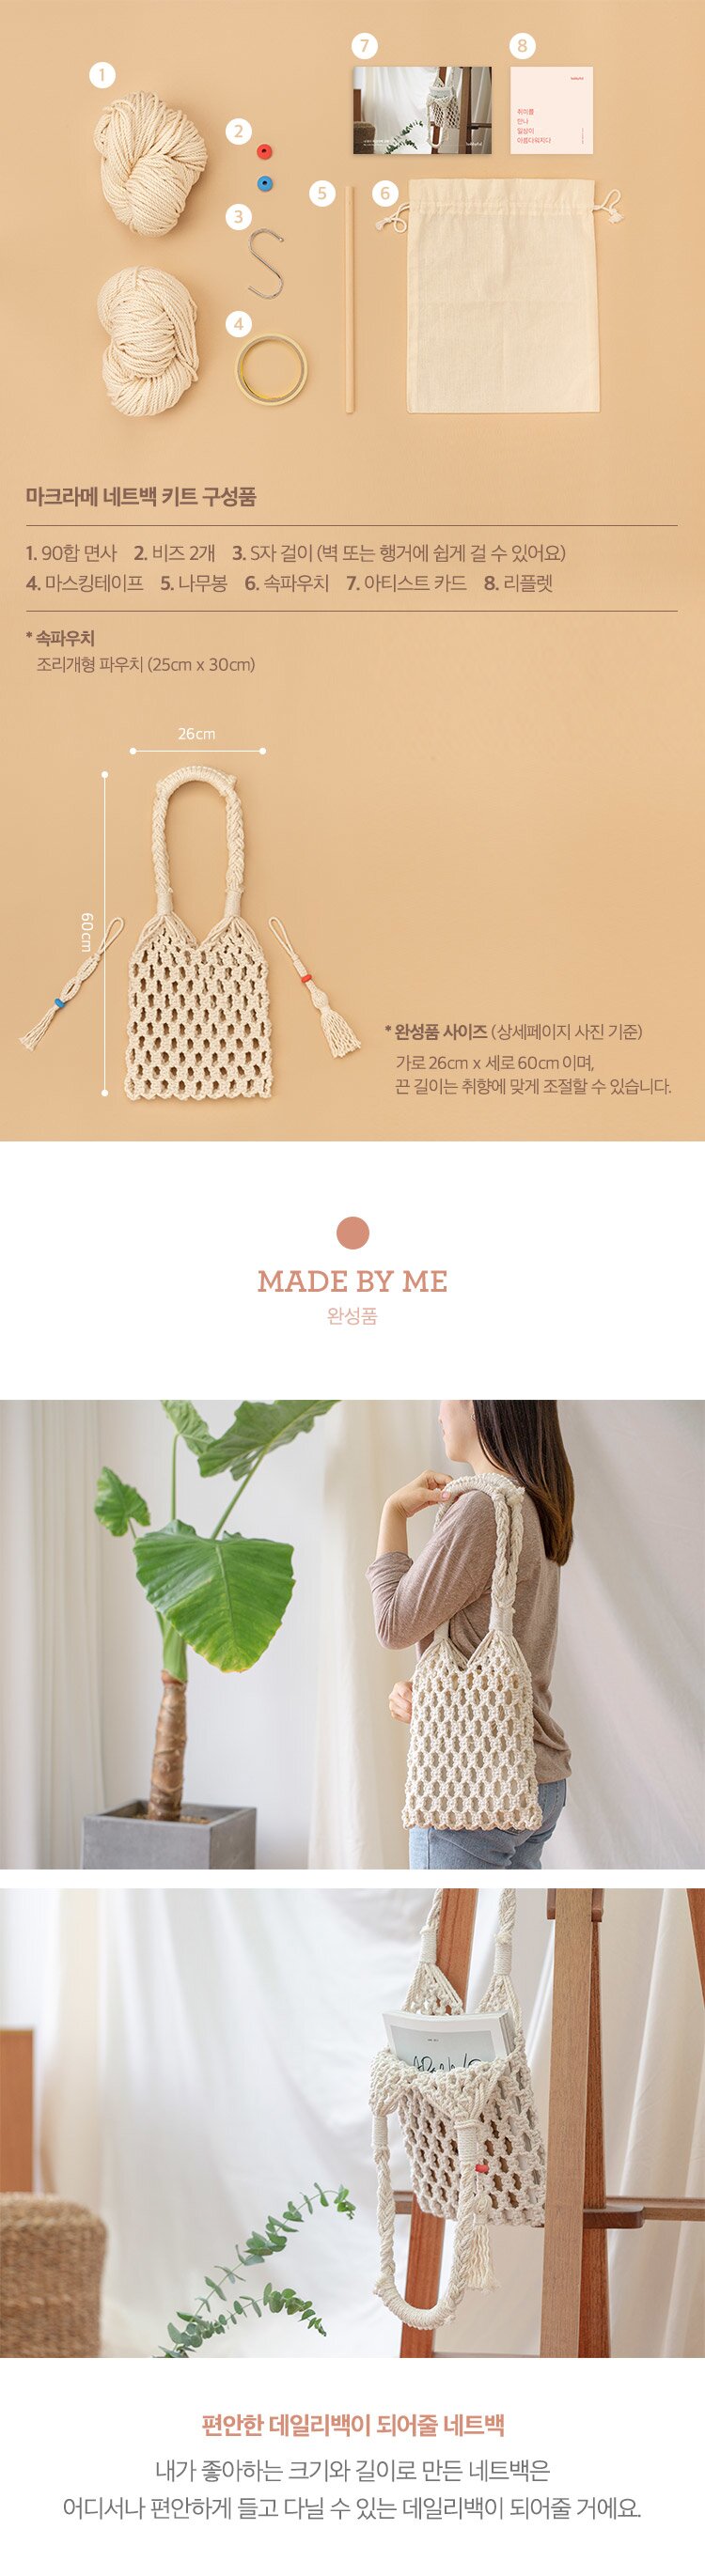 1
2
3
4
5
6
7
8
취미를
만나
일상이
아름다워지다
마크라메 네트백 키트 구성품
1. 90합 면사 2. 비즈 2개 3. S자 걸이 (벽 또는 행거에 쉽게 걸 수 있어요)
4. 마스킹테이프 5. 나무봉 6. 속파우치 7. 아티스트 카드 8. 리플렛
* 속파우치
조리개형 파우치 (25cm x 30cm)
26cm
60cm
* 완성품 사이즈 (상세페이지 사진 기준)
가로 26cm x 세로 60cm 이며,
끈 길이는 취향에 맞게 조절할 수 있습니다.
MADE BY ME
완성품
편안한 데일리백이 되어줄 네트백
내가 좋아하는 크기와 길이로 만든 네트백은
어디서나 편안하게 들고 다닐 수 있는 데일리백이 되어줄 거에요.